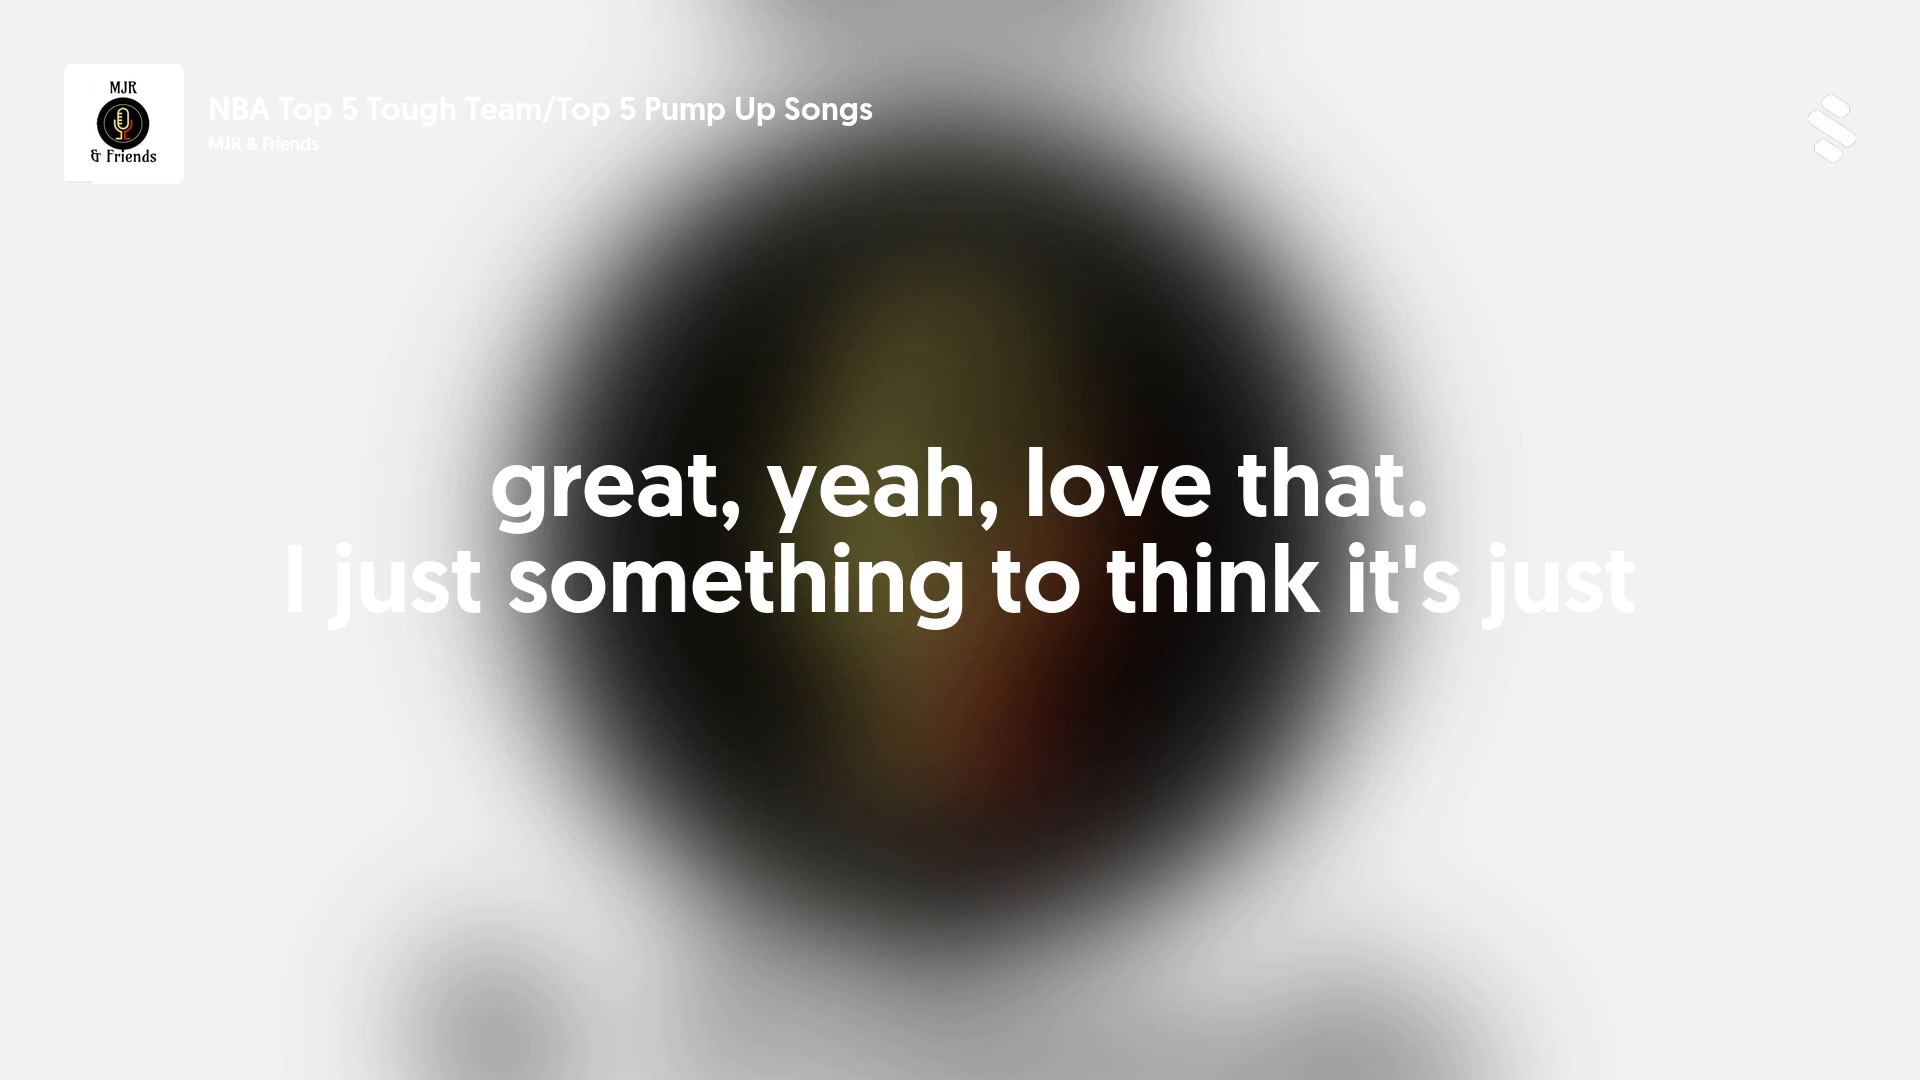 MJR
& Friends
NBA Top 5 Tough Team/Top 5 Pump Up Songs
MJR & Friends
great, yeah, love that.
I just something to think it's just